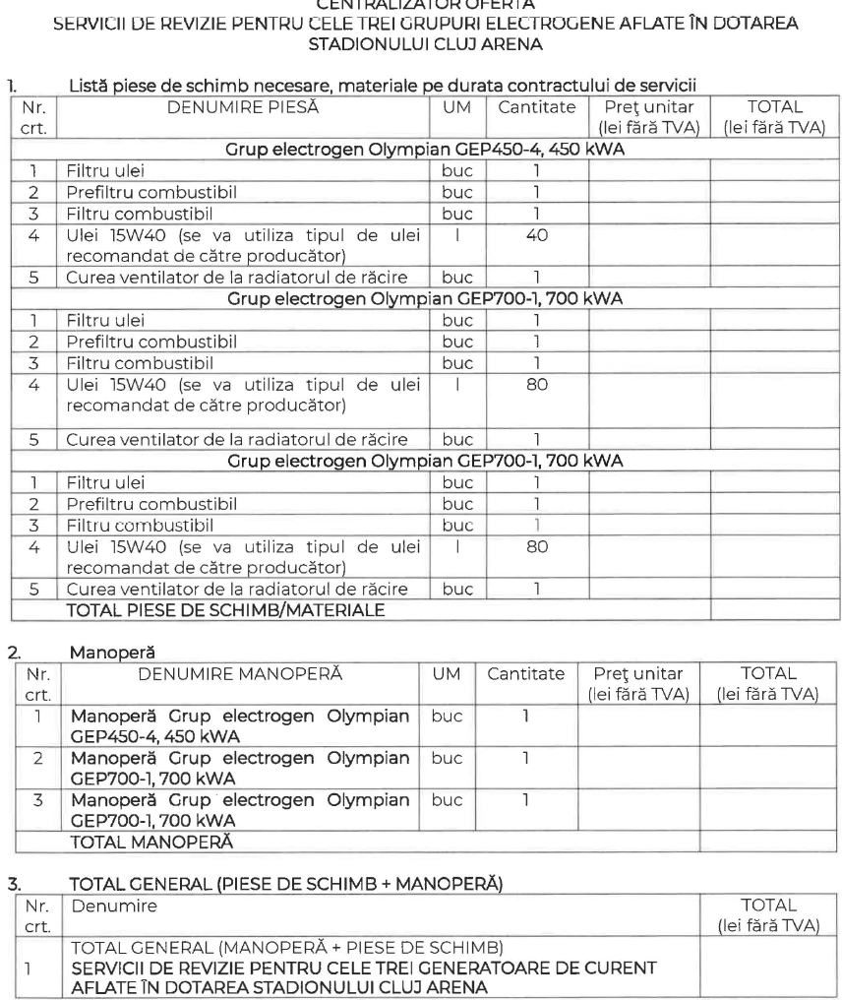 CENTRALIZATOR OFERTA
SERVICII DE REVIZIE PENTRU CELE TREI GRUPURI ELECTROGENE AFLATE ÎN DOTAREA
STADIONULUI CLUJ ARENA
1. Listă piese de schimb necesare, materiale pe durata contractului de servicii
Nr. DENUMIRE PIESĂ UM Cantitate Preţ unitar TOTAL
crt. (lei fără TVA) (lei fără TVA)
Grup electrogen Olympian GEP450-4, 450 kWA
1 Filtru ulei buc 1
2 Prefiltru combustibil buc 1
3 Filtru combustibil buc 1
4 Ulei 15W40 (se va utiliza tipul de ulei l 40
recomandat de către producător)
5 Curea ventilator de la radiatorul de răcire buc 1
Grup electrogen Olympian GEP700-1, 700 kWA
1 Filtru ulei buc 1
2 Prefiltru combustibil buc 1
3 Filtru combustibil buc 1
4 Ulei 15W40 (se va utiliza tipul de ulei l 80
recomandat de către producător)
5 Curea ventilator de la radiatorul de răcire buc 1
Grup electrogen Olympian GEP700-1, 700 kWA
1 Filtru ulei buc 1
2 Prefiltru combustibil buc 1
3 Filtru combustibil buc 1
4 Ulei 15W40 (se va utiliza tipul de ulei l 80
recomandat de către producător)
5 Curea ventilator de la radiatorul de răcire buc 1
TOTAL PIESE DE SCHIMB/MATERIALE
2. Manoperă
Nr. DENUMIRE MANOPERĂ UM Cantitate Preţ unitar TOTAL
crt. (lei fără TVA) (lei fără TVA)
1 Manoperă Grup electrogen Olympian buc 1
GEP450-4, 450 kWA
2 Manoperă Grup electrogen Olympian buc 1
GEP700-1, 700 kWA
3 Manoperă Grup electrogen Olympian buc 1
GEP700-1, 700 kWA
TOTAL MANOPERĂ
3. TOTAL GENERAL (PIESE DE SCHIMB + MANOPERĂ)
Nr. Denumire TOTAL
crt. (lei fără TVA)
TOTAL GENERAL (MANOPERĂ + PIESE DE SCHIMB)
1 SERVICII DE REVIZIE PENTRU CELE TREI GENERATOARE DE CURENT
AFLATE ÎN DOTAREA STADIONULUI CLUJ ARENA